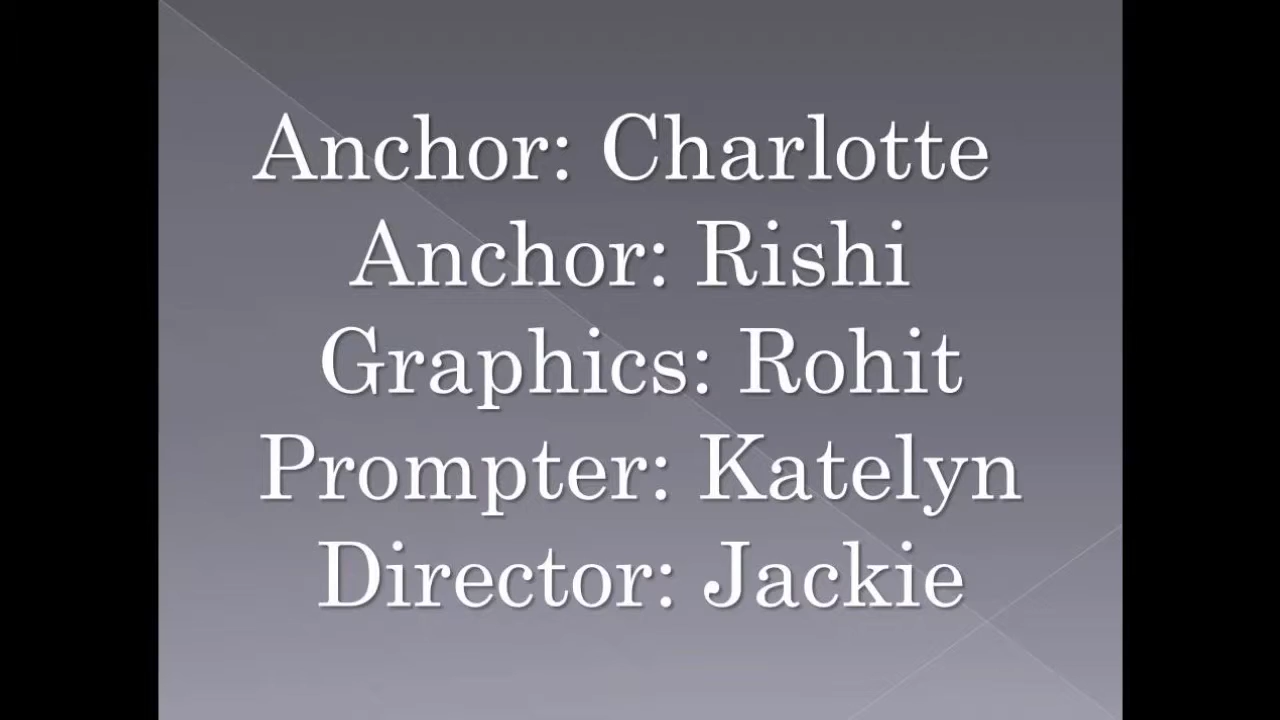 Anchor: Charlotte
Anchor: Rishi
Graphics: Rohit
Prompter: Katelyn
Director: Jackie